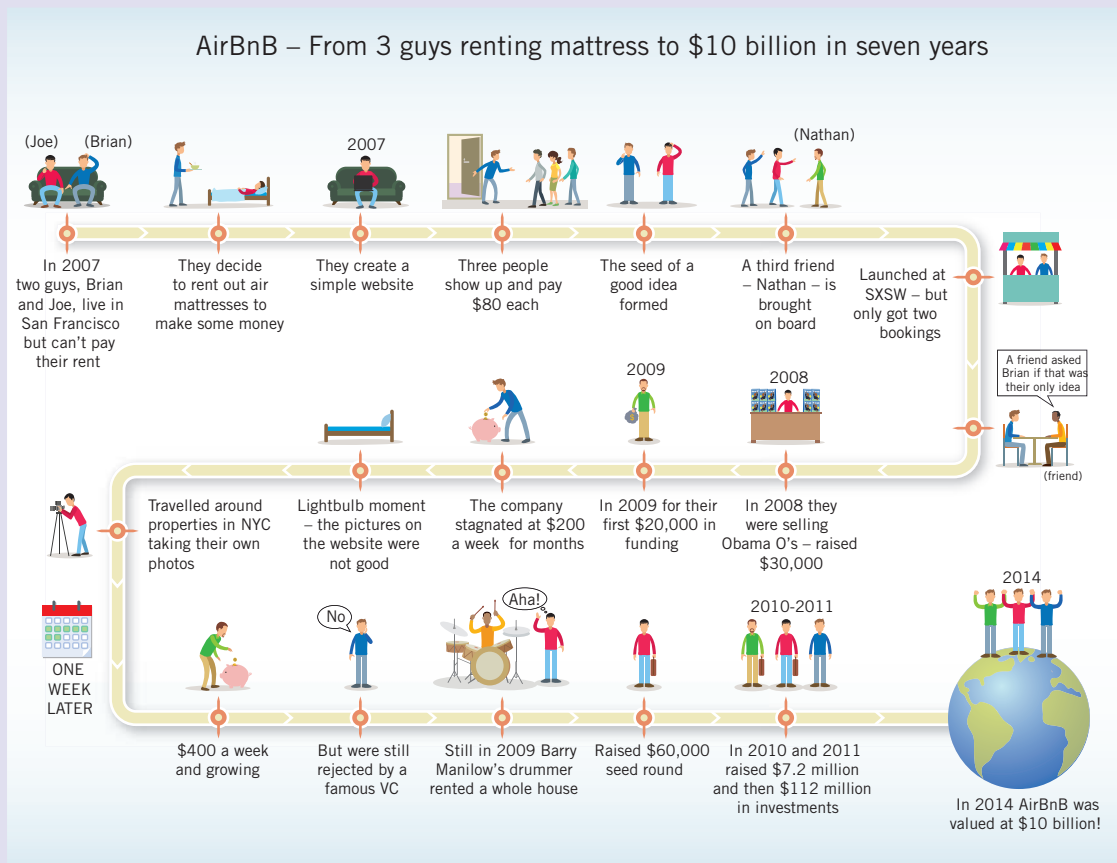 AirBnB – From 3 guys renting mattress to $10 billion in seven years
(Joe)
(Brian)
2007
(Nathan)
In 2007
two guys, Brian
and Joe, live in
San Francisco
but can’t pay
their rent
They decide
to rent out air
mattresses to
make some money
They create a
simple website
Three people
show up and pay
$80 each
The seed of a
good idea
formed
A third friend
– Nathan – is
brought
on board
Launched at
SXSW – but
only got two
bookings
A friend asked
Brian if that was
their only idea
(friend)
2008
In 2008 they
were selling
Obama O’s – raised
$30,000
2009
In 2009 for their
first $20,000 in
funding
The company
stagnated at $200
a week for months
Lightbulb moment
– the pictures on
the website were
not good
Travelled around
properties in NYC
taking their own
photos
ONE
WEEK
LATER
$400 a week
and growing
No
But were still
rejected by a
famous VC
Aha!
Still in 2009 Barry
Manilow’s drummer
rented a whole house
Raised $60,000
seed round
2010-2011
In 2010 and 2011
raised $7.2 million
and then $112 million
in investments
2014
In 2014 AirBnB was
valued at $10 billion!